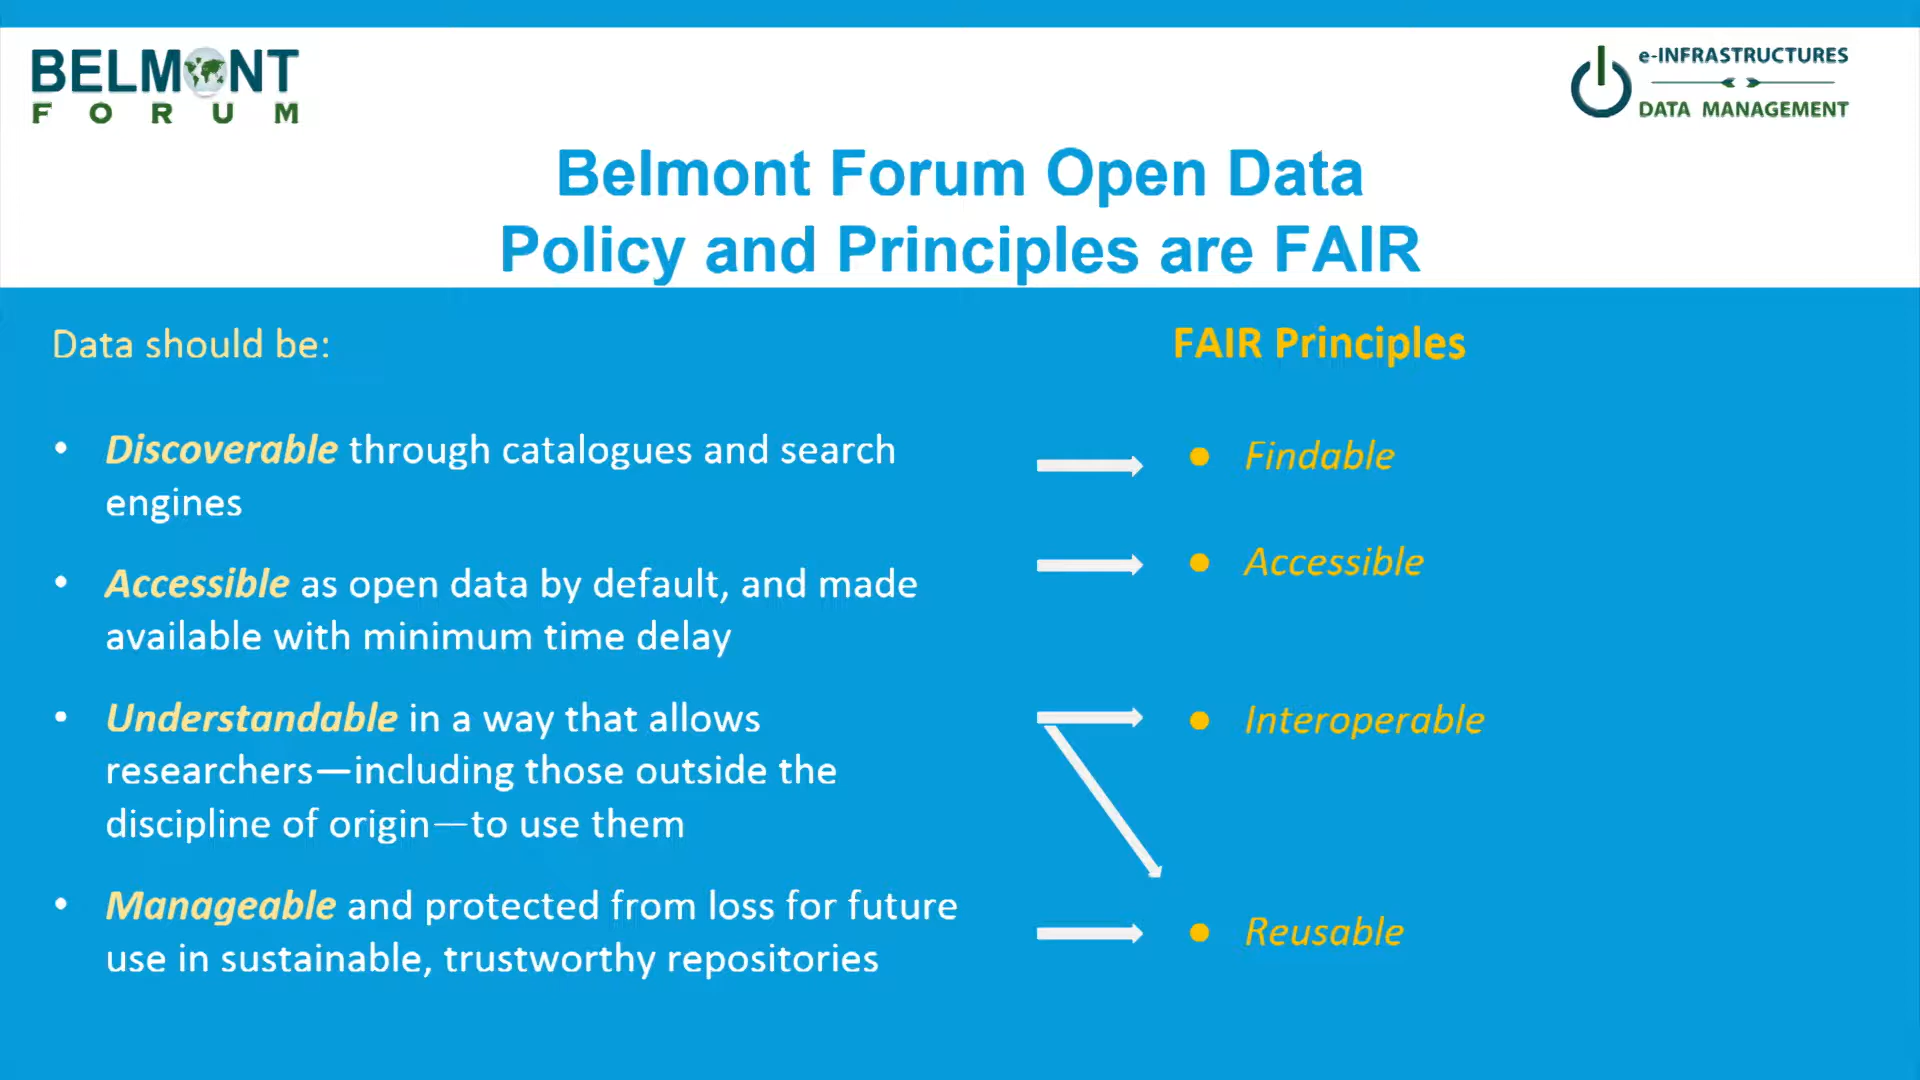 BELMONT
FORUM
e-INFRASTRUCTURES
DATA MANAGEMENT
Belmont Forum Open Data
Policy and Principles are FAIR
Data should be:
• Discoverable through catalogues and search
engines
• Accessible as open data by default, and made
available with minimum time delay
• Understandable in a way that allows
researchers—including those outside the
discipline of origin—to use them
• Manageable and protected from loss for future
use in sustainable, trustworthy repositories
FAIR Principles
• Findable
• Accessible
• Interoperable
• Reusable